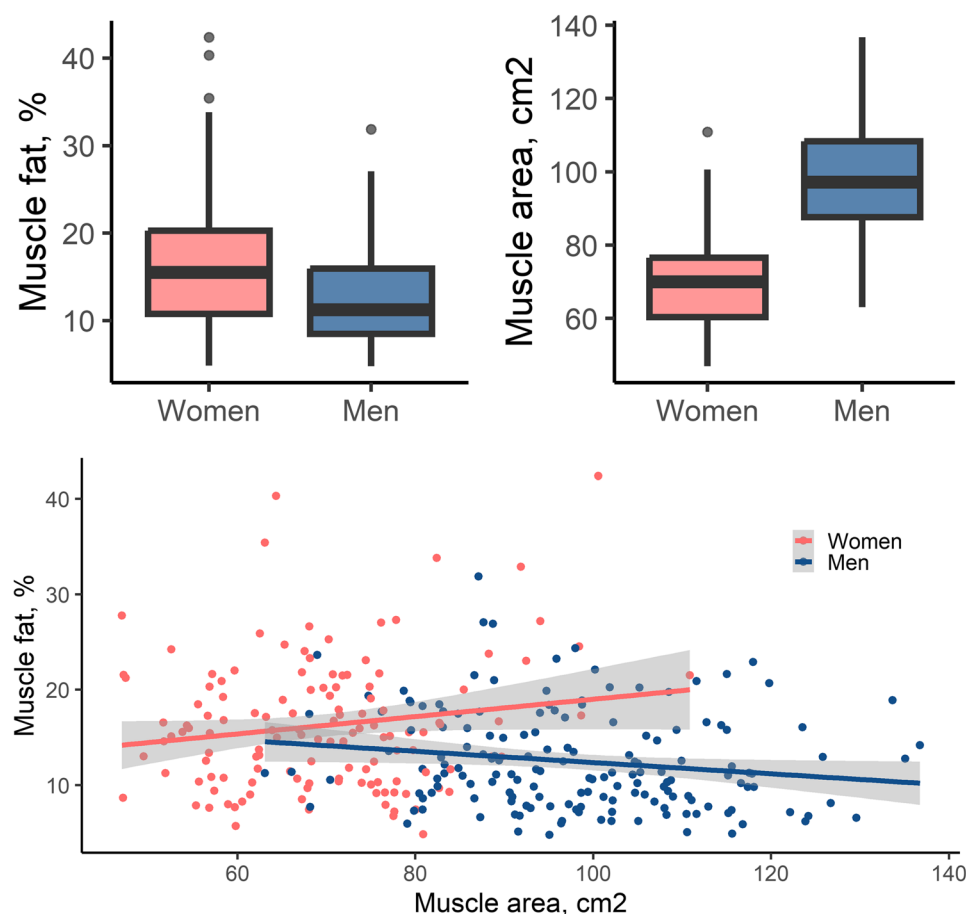 Muscle fat, %
40
30
20
10
Women Men
Muscle area, cm2
140
120
100
80
60
Women Men
Muscle fat, %
40
30
20
10
Women
Men
60 80 100 120 140
Muscle area, cm2